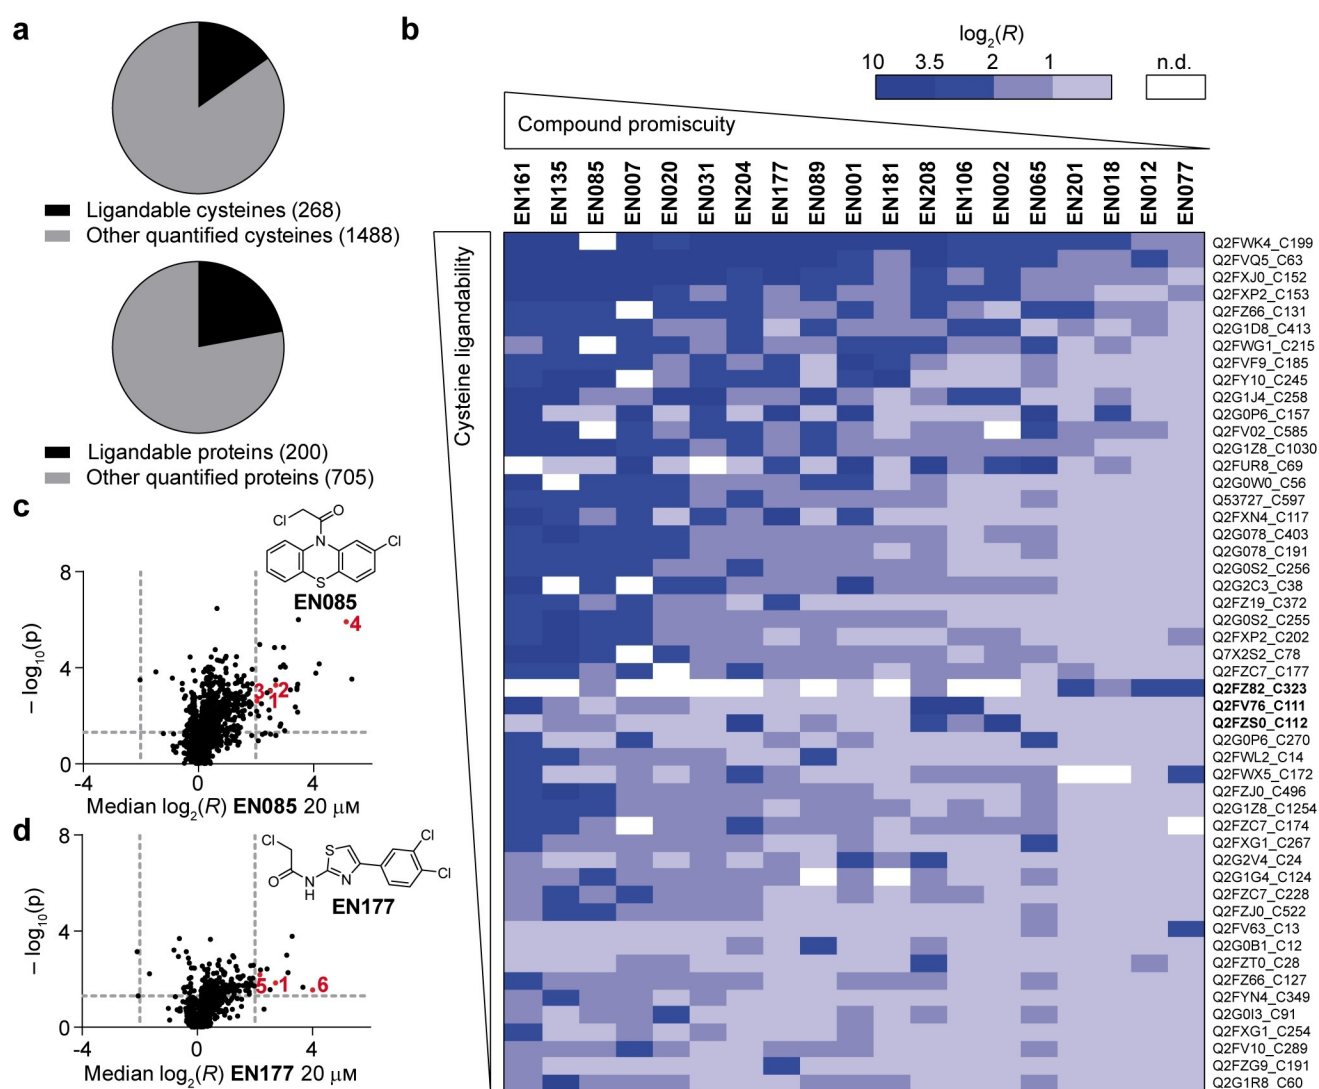 a
Ligandable cysteines (268)
Other quantified cysteines (1488)
Ligandable proteins (200)
Other quantified proteins (705)
b
log2(R)
10 3.5 2 1 n.d.
Compound promiscuity
EN161 EN135 EN085 EN007 EN020 EN031 EN204 EN177 EN089 EN001 EN181 EN208 EN106 EN002 EN065 EN201 EN018 EN012 EN077
Cysteine ligandability
Q2FWK4_C199
Q2FVQ5_C63
Q2FXJ0_C152
Q2FXP2_C153
Q2FZ66_C131
Q2G1D8_C413
Q2FWG1_C215
Q2FVF9_C185
Q2FY10_C245
Q2G1J4_C258
Q2G0P6_C157
Q2FV02_C585
Q2G1Z8_C1030
Q2FUR8_C69
Q2G0W0_C56
Q53727_C597
Q2FXN4_C117
Q2G078_C403
Q2G078_C191
Q2G0S2_C256
Q2G2C3_C38
Q2FZ19_C372
Q2G0S2_C255
Q2FXP2_C202
Q7X2S2_C78
Q2FZC7_C177
Q2FZ82_C323
Q2FV76_C111
Q2FZS0_C112
Q2G0P6_C270
Q2FWL2_C14
Q2FWX5_C172
Q2FZJ0_C496
Q2G1Z8_C1254
Q2FZC7_C174
Q2FXG1_C267
Q2G2V4_C24
Q2G1G4_C124
Q2FZC7_C228
Q2FZJ0_C522
Q2FV63_C13
Q2G0B1_C12
Q2FZT0_C28
Q2FZ66_C127
Q2FYN4_C349
Q2G0I3_C91
Q2FXG1_C254
Q2FV10_C289
Q2FZG9_C191
Q2G1R8_C60
c
Cl O
N Cl
S
EN085
8
4
0
– log10(p)
4
3 2
1
-4 0 4
Median log2(R) EN085 20 µM
d
Cl S Cl
O N H N Cl
EN177
8
4
0
– log10(p)
5 1 6
-4 0 4
Median log2(R) EN177 20 µM